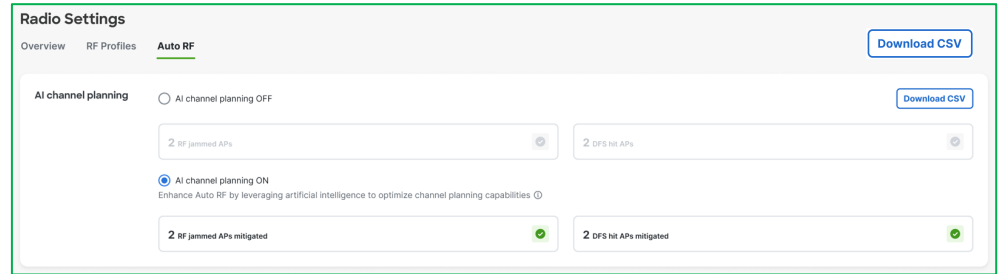 Radio Settings
Overview RF Profiles Auto RF
Download CSV
AI channel planning
AI channel planning OFF
Download CSV
2 RF jammed APs
2 DFS hit APs
AI channel planning ON
Enhance Auto RF by leveraging artificial intelligence to optimize channel planning capabilities
2 RF jammed APs mitigated
2 DFS hit APs mitigated